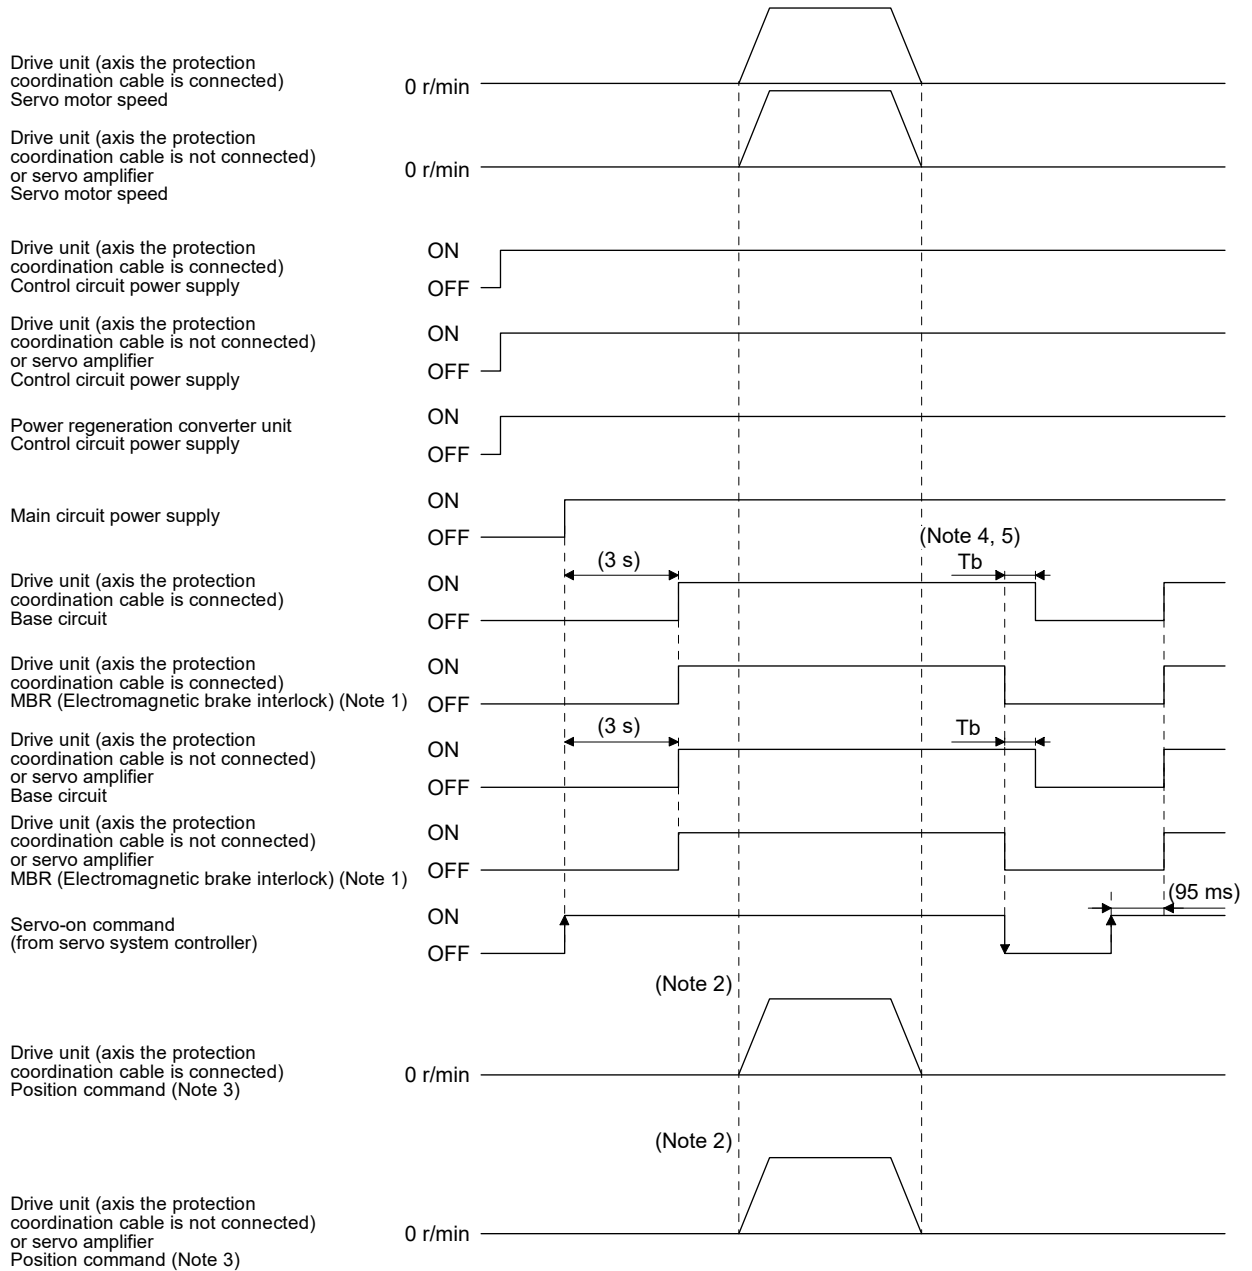 Drive unit (axis the protection
coordination cable is connected)
Servo motor speed
0 r/min
Drive unit (axis the protection
coordination cable is not connected)
or servo amplifier
Servo motor speed
0 r/min
Drive unit (axis the protection
coordination cable is connected)
Control circuit power supply
ON
OFF
Drive unit (axis the protection
coordination cable is not connected)
or servo amplifier
Control circuit power supply
ON
OFF
Power regeneration converter unit
Control circuit power supply
ON
OFF
Main circuit power supply
ON
OFF
(Note 4, 5)
(3 s)
Tb
Drive unit (axis the protection
coordination cable is connected)
Base circuit
ON
OFF
Drive unit (axis the protection
coordination cable is connected)
MBR (Electromagnetic brake interlock) (Note 1)
ON
OFF
(3 s)
Tb
Drive unit (axis the protection
coordination cable is not connected)
or servo amplifier
Base circuit
ON
OFF
Drive unit (axis the protection
coordination cable is not connected)
or servo amplifier
MBR (Electromagnetic brake interlock) (Note 1)
ON
OFF
(95 ms)
Servo-on command
(from servo system controller)
ON
OFF
(Note 2)
Drive unit (axis the protection
coordination cable is connected)
Position command (Note 3)
0 r/min
(Note 2)
Drive unit (axis the protection
coordination cable is not connected)
or servo amplifier
Position command (Note 3)
0 r/min